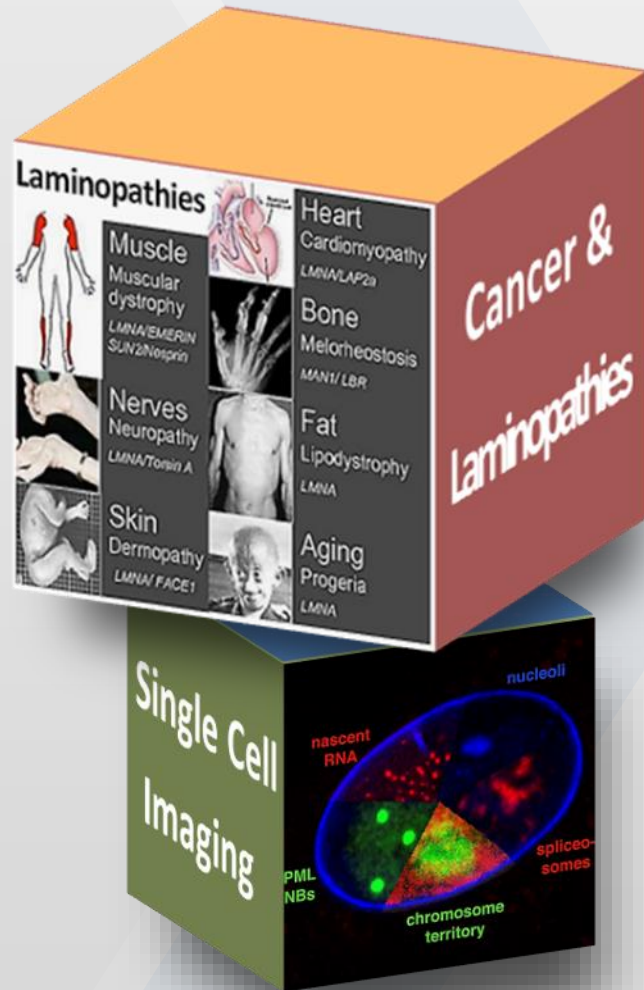 Laminopathies
Muscle
Muscular
dystrophy
LMNA/EMERIN
SUN2/Nesprin
Nerves
Neuropathy
LMNA/Torsin A
Skin
Dermopathy
LMNA/ FACE1
Heart
Cardiomyopathy
LMNA/LAP2a
Bone
Melorheostosis
MAN1/ LBR
Fat
Lipodystrophy
LMNA
Aging
Progeria
LMNA
Cancer &
Laminopathies
Single Cell
Imaging
nucleoli
nascent
RNA
spliceo-
somes
PML
NBs
chromosome
territory